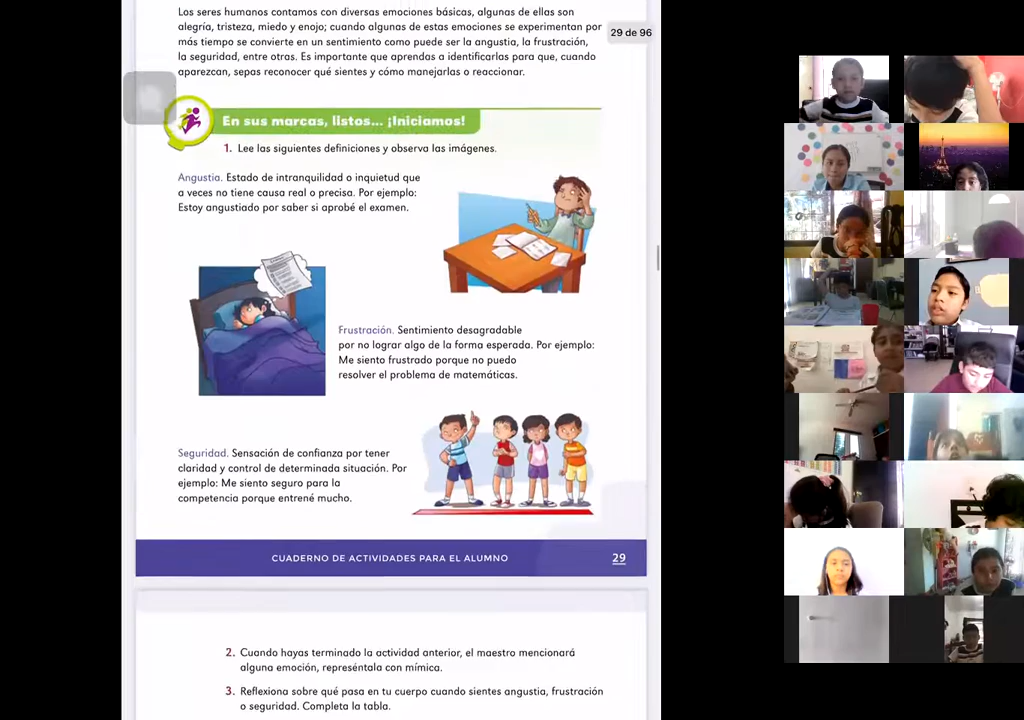 Los seres humanos contamos con diversas emociones básicas, algunas de ellas son
alegría, tristeza, miedo y enojo; cuando algunas de estas emociones se experimentan por
más tiempo se convierte en un sentimiento como puede ser la angustia, la frustración,
la seguridad, entre otras. Es importante que aprendas a identificarlas para que, cuando
aparezcan, sepas reconocer qué sientes y cómo manejarlas o reaccionar.
29 de 96
En sus marcas, listos... ¡Iniciamos!
1. Lee las siguientes definiciones y observa las imágenes.
Angustia. Estado de intranquilidad o inquietud que
a veces no tiene causa real o precisa. Por ejemplo:
Estoy angustiado por saber si aprobé el examen.
Frustración. Sentimiento desagradable
por no lograr algo de la forma esperada. Por ejemplo:
Me siento frustrado porque no puedo
resolver el problema de matemáticas.
Seguridad. Sensación de confianza por tener
claridad y control de determinada situación. Por
ejemplo: Me siento seguro para la
competencia porque entrené mucho.
CUADERNO DE ACTIVIDADES PARA EL ALUMNO 29
2. Cuando hayas terminado la actividad anterior, el maestro mencionará
alguna emoción, represéntala con mímica.
3. Reflexiona sobre qué pasa en tu cuerpo cuando sientes angustia, frustración
o seguridad. Completa la tabla.